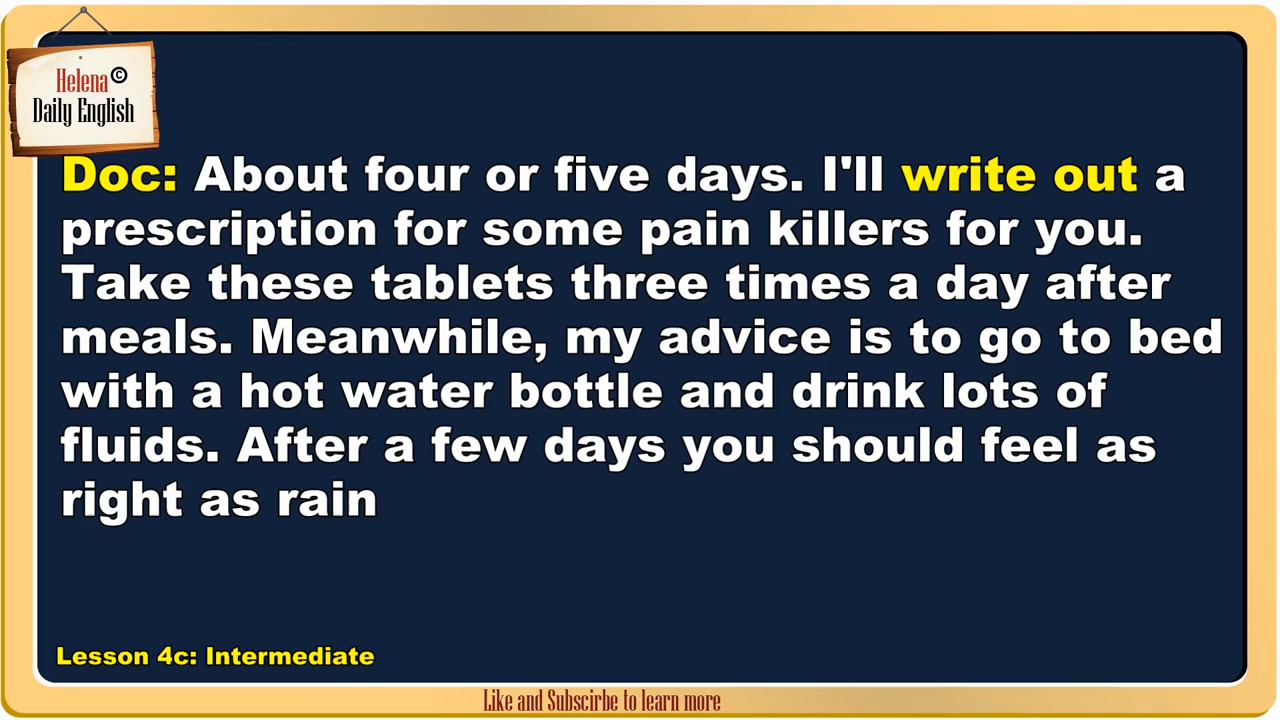 Helena©
Daily English
Doc: About four or five days. I'll write out a
prescription for some pain killers for you.
Take these tablets three times a day after
meals. Meanwhile, my advice is to go to bed
with a hot water bottle and drink lots of
fluids. After a few days you should feel as
right as rain
Lesson 4c: Intermediate
Like and Subscirbe to learn more